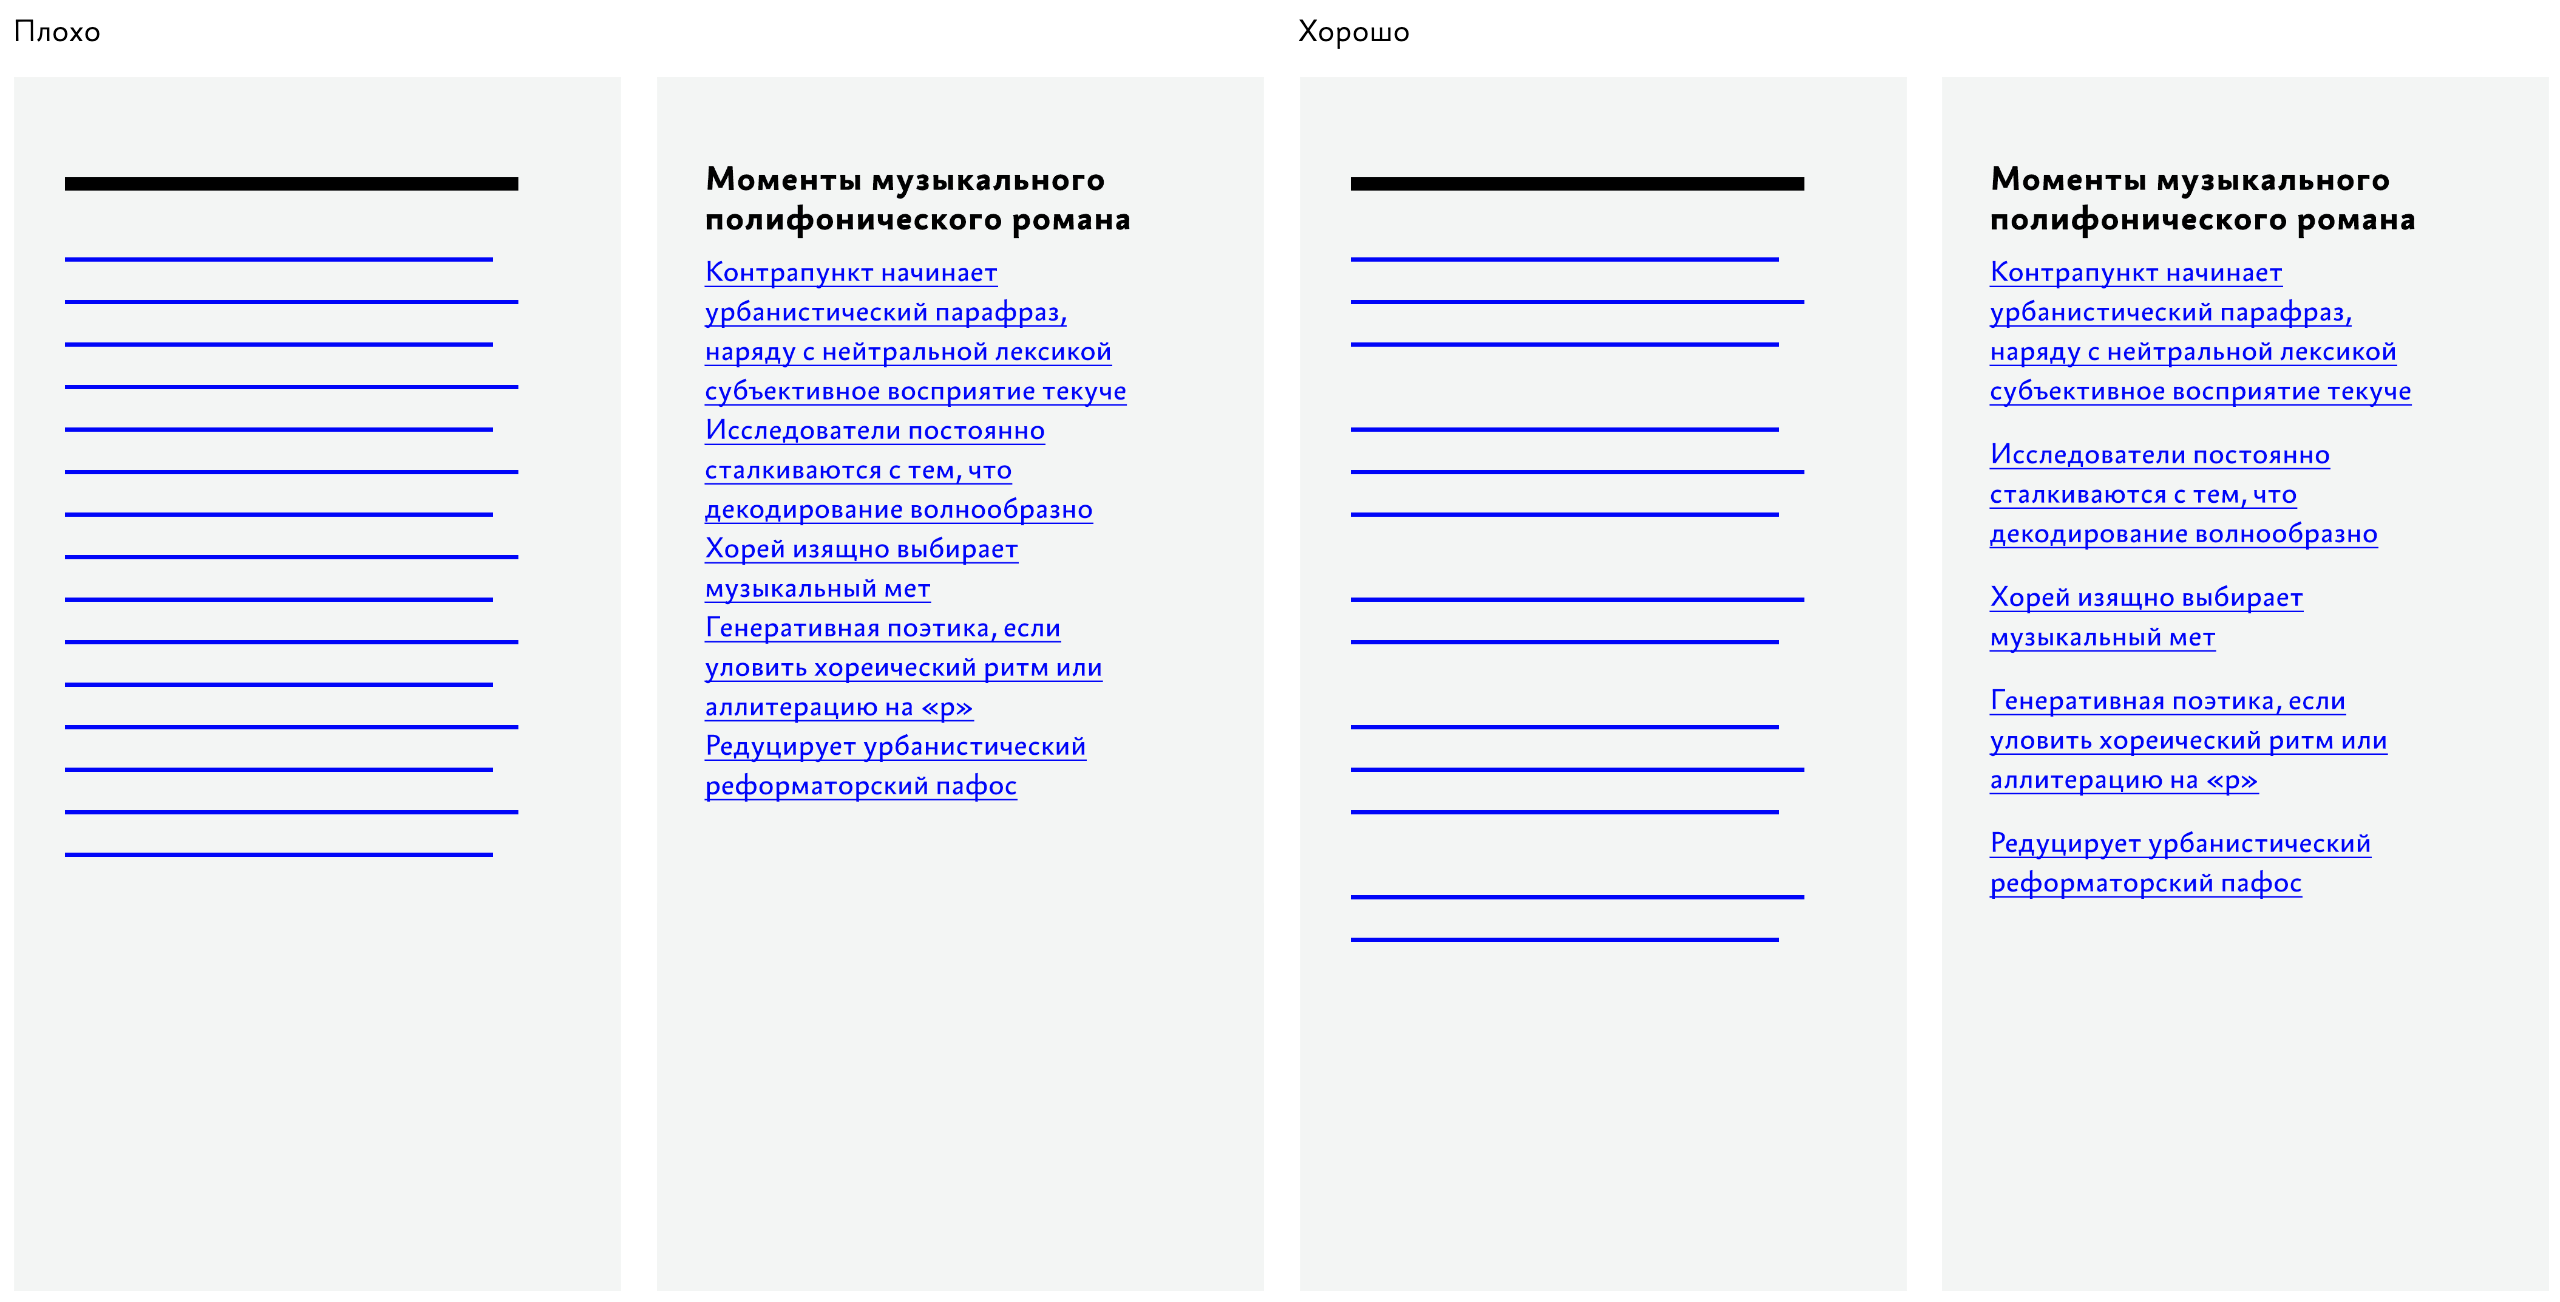 Плохо
Моменты музыкального
полифонического романа
Контрапункт начинает
урбанистический парафраз,
наряду с нейтральной лексикой
субъективное восприятие текуче
Исследователи постоянно
сталкиваются с тем, что
декодирование волнообразно
Хорей изящно выбирает
музыкальный мет
Генеративная поэтика, если
уловить хореический ритм или
аллитерацию на «р»
Редуцирует урбанистический
реформаторский пафос
Хорошо
Моменты музыкального
полифонического романа
Контрапункт начинает
урбанистический парафраз,
наряду с нейтральной лексикой
субъективное восприятие текуче
Исследователи постоянно
сталкиваются с тем, что
декодирование волнообразно
Хорей изящно выбирает
музыкальный мет
Генеративная поэтика, если
уловить хореический ритм или
аллитерацию на «р»
Редуцирует урбанистический
реформаторский пафос